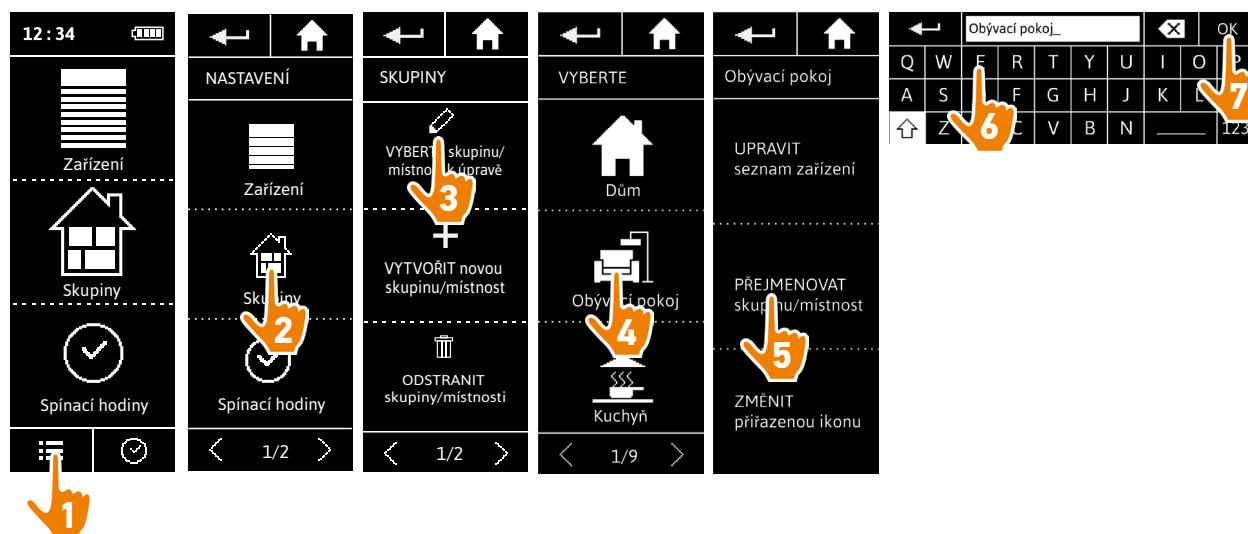 12:34
Zařízení
Skupiny
Spínací hodiny
1
NASTAVENÍ
Zařízení
Skupiny
2
Spínací hodiny
1/2
SKUPINY
VYBERTE skupinu/
místnost k úpravě
3
VYTVOŘIT novou
skupinu/místnost
ODSTRANIT
skupiny/místnosti
1/2
VYBERTE
Dům
Obývací pokoj
4
Kuchyň
1/9
Obývací pokoj
UPRAVIT
seznam zařízení
PŘEJMENOVAT
skupinu/místnost
5
ZMĚNIT
přiřazenou ikonu
Obývací pokoj_ OK
Q W E R T Y U I O P
A S F G H J K L
7
Z C V B N 123
6